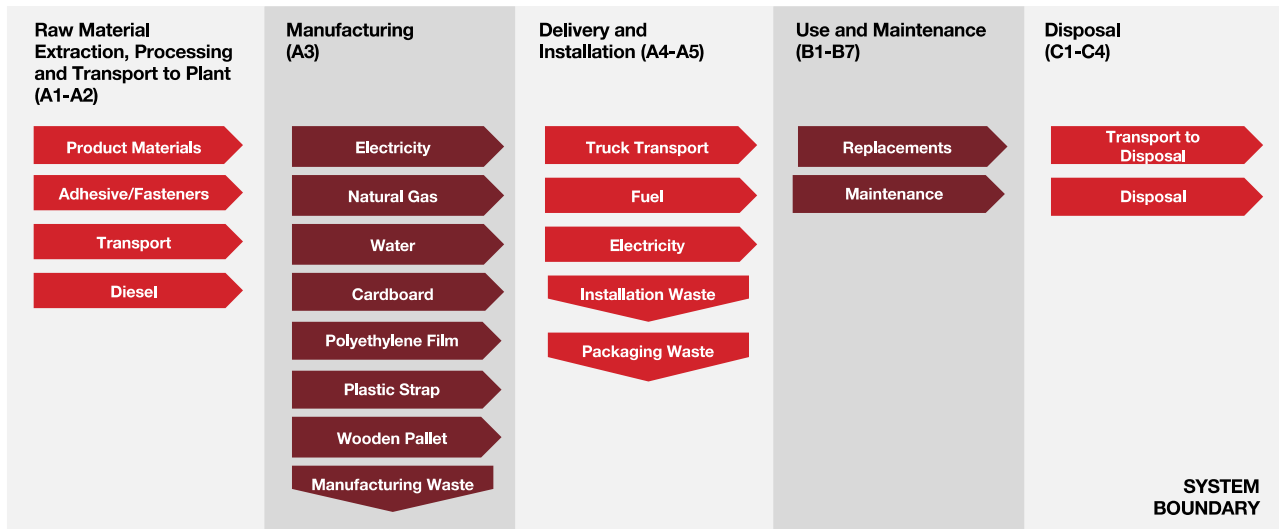 Raw Material
Extraction, Processing
and Transport to Plant
(A1-A2)
Product Materials
Adhesive/Fasteners
Transport
Diesel
Manufacturing
(A3)
Electricity
Natural Gas
Water
Cardboard
Polyethylene Film
Plastic Strap
Wooden Pallet
Manufacturing Waste
Delivery and
Installation (A4-A5)
Truck Transport
Fuel
Electricity
Installation Waste
Packaging Waste
Use and Maintenance
(B1-B7)
Replacements
Maintenance
Disposal
(C1-C4)
Transport to
Disposal
Disposal
SYSTEM
BOUNDARY